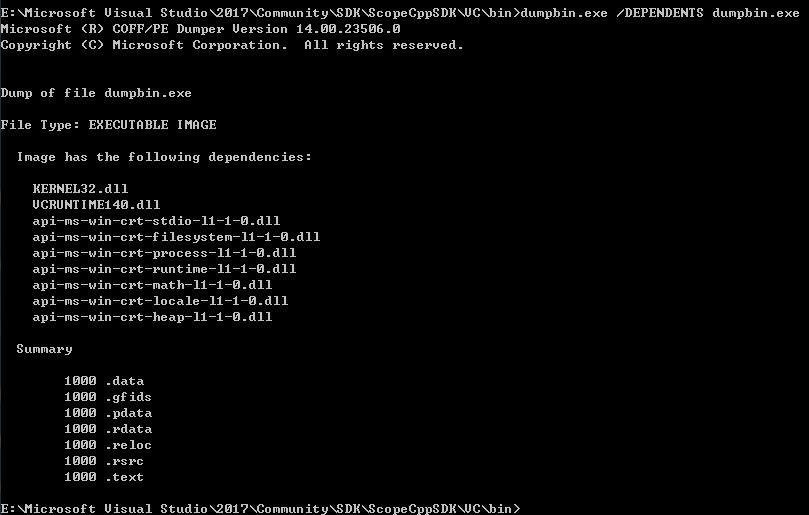 E:\Microsoft Visual Studio\2017\Community\SDK\ScopeCppSDK\VC\bin>dumpbin.exe /DEPENDENTS dumpbin.exe
Microsoft (R) COFF/PE Dumper Version 14.00.23506.0
Copyright (C) Microsoft Corporation.  All rights reserved.
Dump of file dumpbin.exe
File Type: EXECUTABLE IMAGE
Image has the following dependencies:
KERNEL32.dll
VCRUNTIME140.dll
api-ms-win-crt-stdio-l1-1-0.dll
api-ms-win-crt-filesystem-l1-1-0.dll
api-ms-win-crt-process-l1-1-0.dll
api-ms-win-crt-runtime-l1-1-0.dll
api-ms-win-crt-math-l1-1-0.dll
api-ms-win-crt-locale-l1-1-0.dll
api-ms-win-crt-heap-l1-1-0.dll
Summary
1000 .data
1000 .gfids
1000 .pdata
1000 .rdata
1000 .reloc
1000 .rsrc
1000 .text
E:\Microsoft Visual Studio\2017\Community\SDK\ScopeCppSDK\VC\bin>